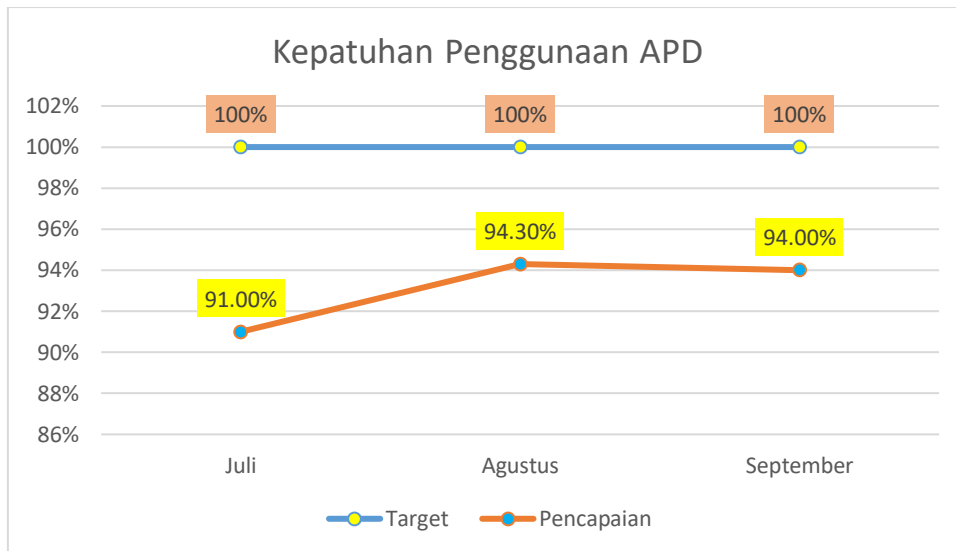 Kepatuhan Penggunaan APD
102%
100%
98%
96%
94%
92%
90%
88%
86%
100%
100%
100%
91.00%
94.30%
94.00%
Juli
Agustus
September
Target
Pencapaian